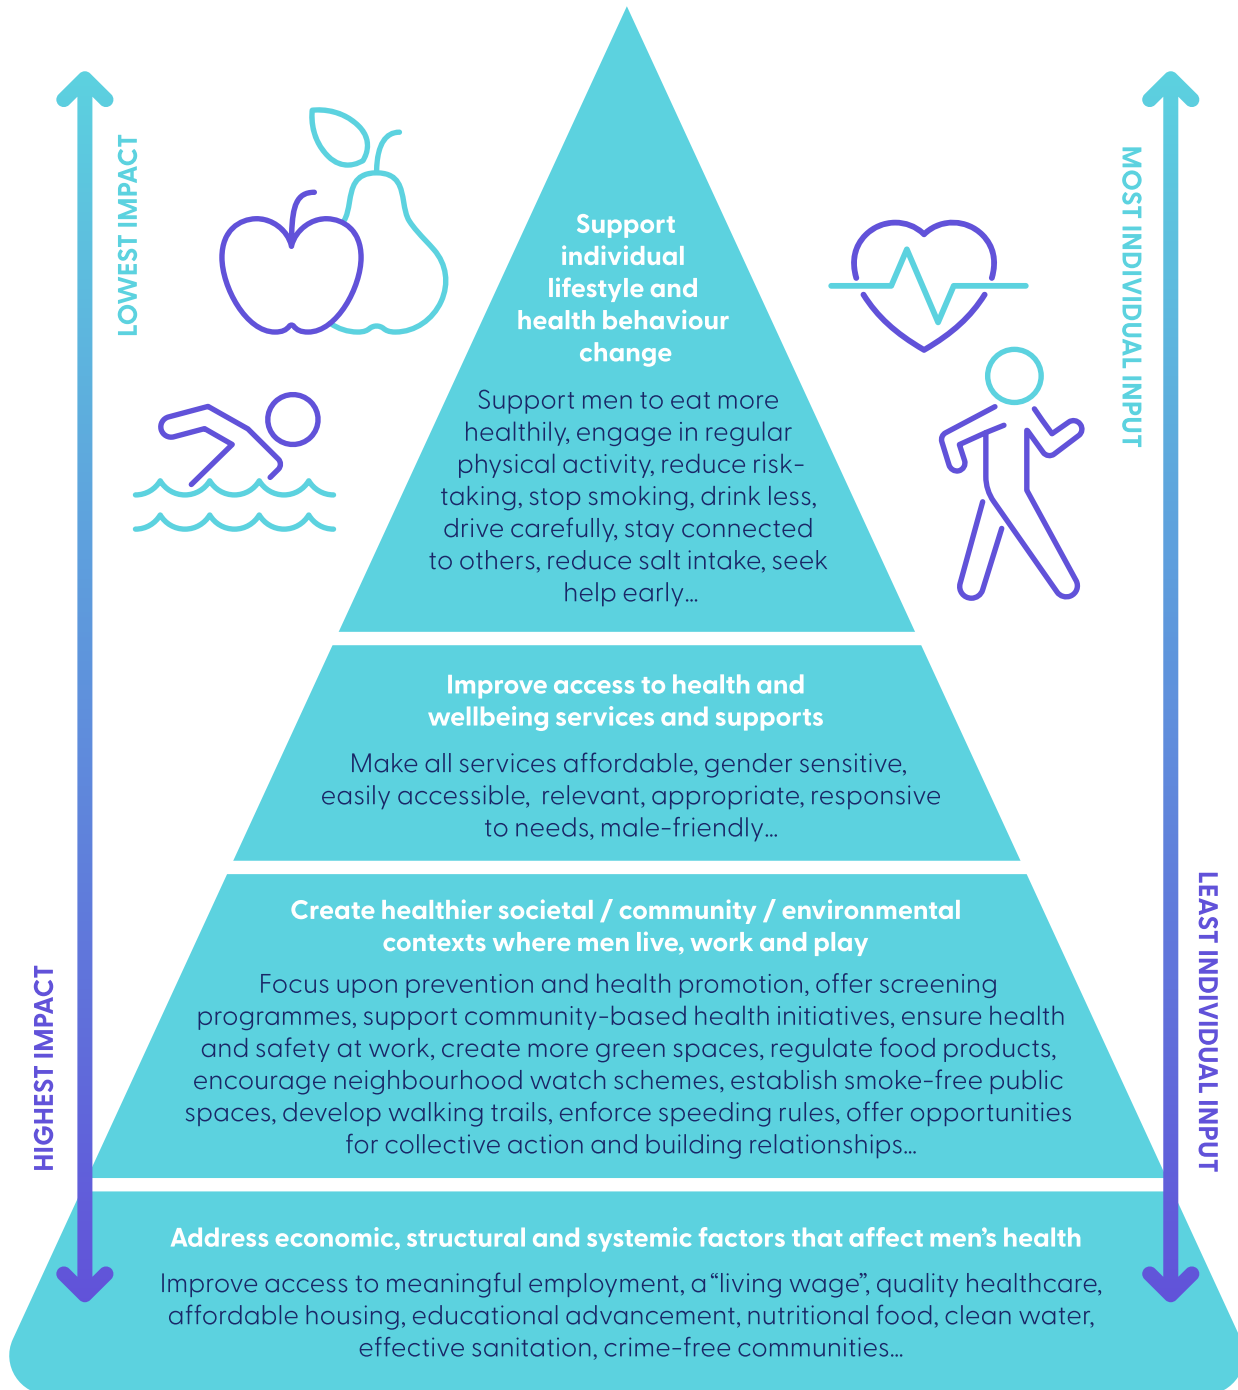 LOWEST IMPACT
MOST INDIVIDUAL INPUT
Support
individual
lifestyle and
health behaviour
change
Support men to eat more
healthily, engage in regular
physical activity, reduce risk-
taking, stop smoking, drink less,
drive carefully, stay connected
to others, reduce salt intake, seek
help early...
Improve access to health and
wellbeing services and supports
Make all services affordable, gender sensitive,
easily accessible, relevant, appropriate, responsive
to needs, male-friendly...
HIGHEST IMPACT
LEAST INDIVIDUAL INPUT
Create healthier societal / community / environmental
contexts where men live, work and play
Focus upon prevention and health promotion, offer screening
programmes, support community-based health initiatives, ensure health
and safety at work, create more green spaces, regulate food products,
encourage neighbourhood watch schemes, establish smoke-free public
spaces, develop walking trails, enforce speeding rules, offer opportunities
for collective action and building relationships...
Address economic, structural and systemic factors that affect men’s health
Improve access to meaningful employment, a “living wage”, quality healthcare,
affordable housing, educational advancement, nutritional food, clean water,
effective sanitation, crime-free communities...